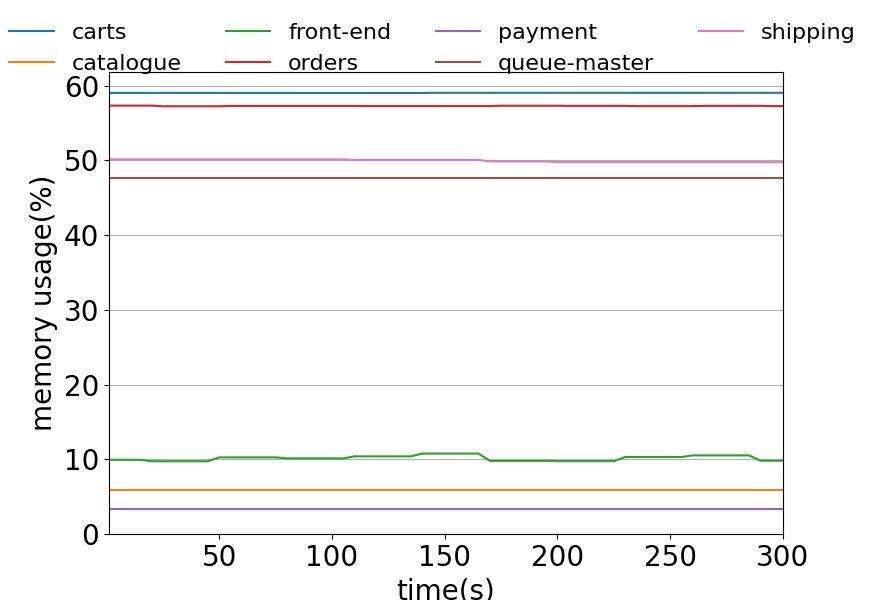 carts front-end payment shipping
catalogue orders queue-master
60
50
40
30
20
10
0
memory usage(%)
50 100 150 200 250 300
time(s)